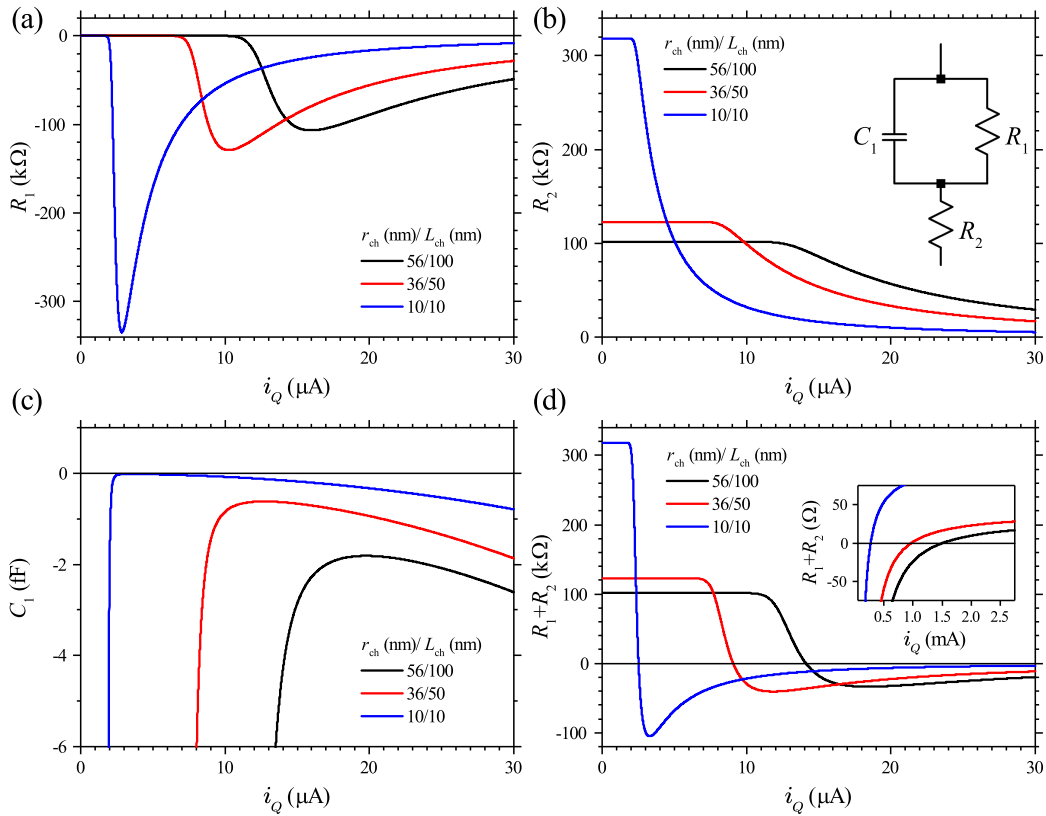 (a)
0
-100
-200
-300
R1 (kΩ)
rch (nm)/ Lch (nm)
56/100
36/50
10/10
0 10 20 30
iQ (μA)
(b)
300
200
100
0
R2 (kΩ)
rch (nm)/ Lch (nm)
56/100
36/50
10/10
C1
R1
R2
0 10 20 30
iQ (μA)
(c)
0
-2
-4
-6
C1 (fF)
rch (nm)/ Lch (nm)
56/100
36/50
10/10
0 10 20 30
iQ (μA)
(d)
300
200
100
0
-100
R1+R2 (kΩ)
rch (nm)/ Lch (nm)
56/100
36/50
10/10
50
0
-50
R1+R2 (Ω)
0.5 1.0 1.5 2.0 2.5
iQ (mA)
0 10 20 30
iQ (μA)